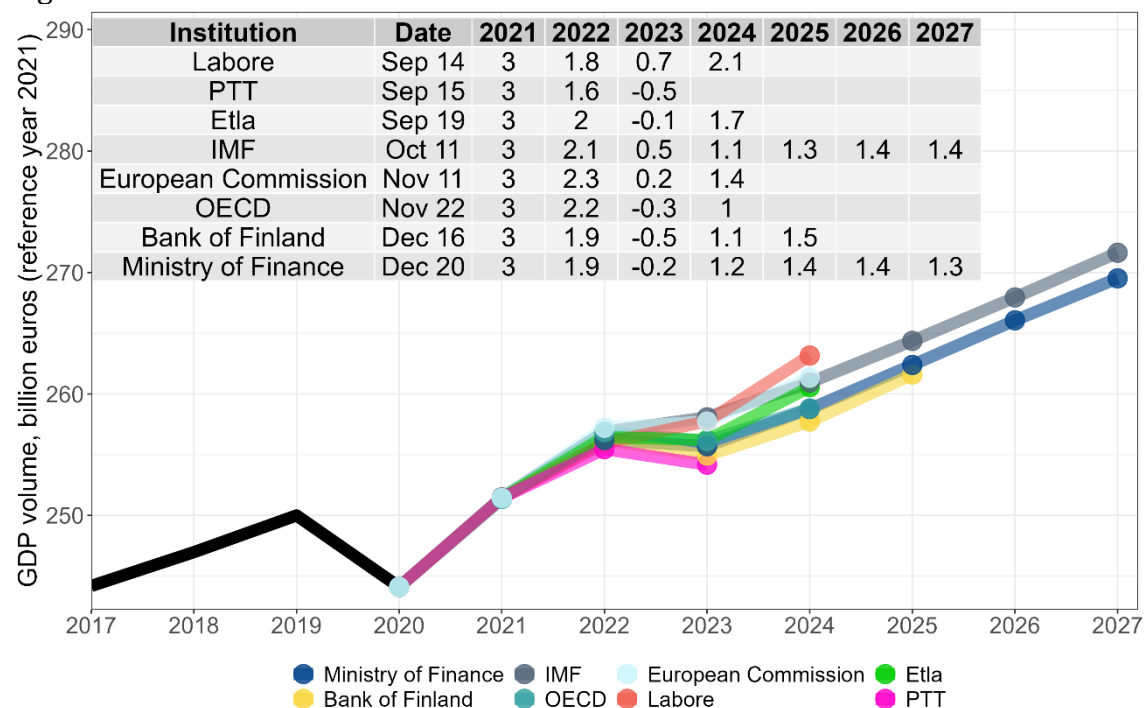 Institution Date 2021 2022 2023 2024 2025 2026 2027
Labore Sep 14 3 1.8 0.7 2.1
PTT Sep 15 3 1.6 -0.5
Etla Sep 19 3 2 -0.1 1.7
IMF Oct 11 3 2.1 0.5 1.1 1.3 1.4 1.4
European Commission Nov 11 3 2.3 0.2 1.4
OECD Nov 22 3 2.2 -0.3 1
Bank of Finland Dec 16 3 1.9 -0.5 1.1 1.5
Ministry of Finance Dec 20 3 1.9 -0.2 1.2 1.4 1.4 1.3
GDP volume, billion euros (reference year 2021)
290
280
270
260
250
2017 2018 2019 2020 2021 2022 2023 2024 2025 2026 2027
Ministry of Finance IMF European Commission Etla
Bank of Finland OECD Labore PTT